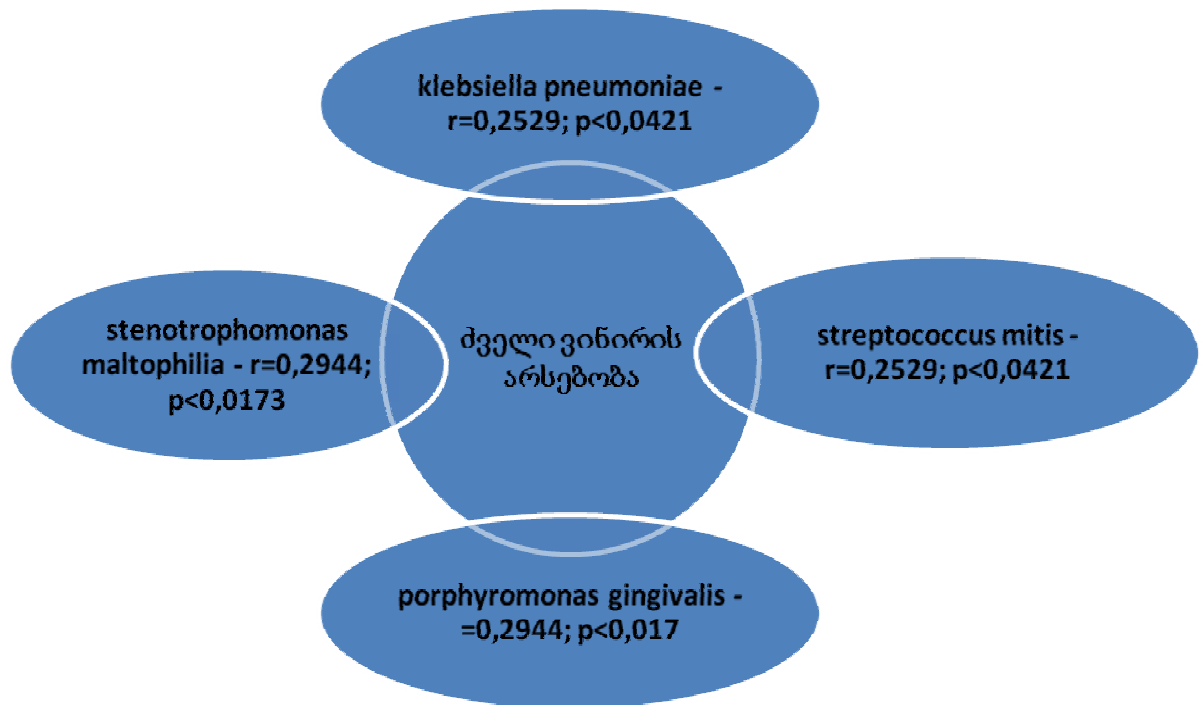 klebsiella pneumoniae -
r=0,2529; p<0,0421
stenotrophomonas
maltophilia - r=0,2944;
p<0,0173
ძველი ვინირის
არსებობა
streptococcus mitis -
r=0,2529; p<0,0421
porphyromonas gingivalis -
=0,2944; p<0,017